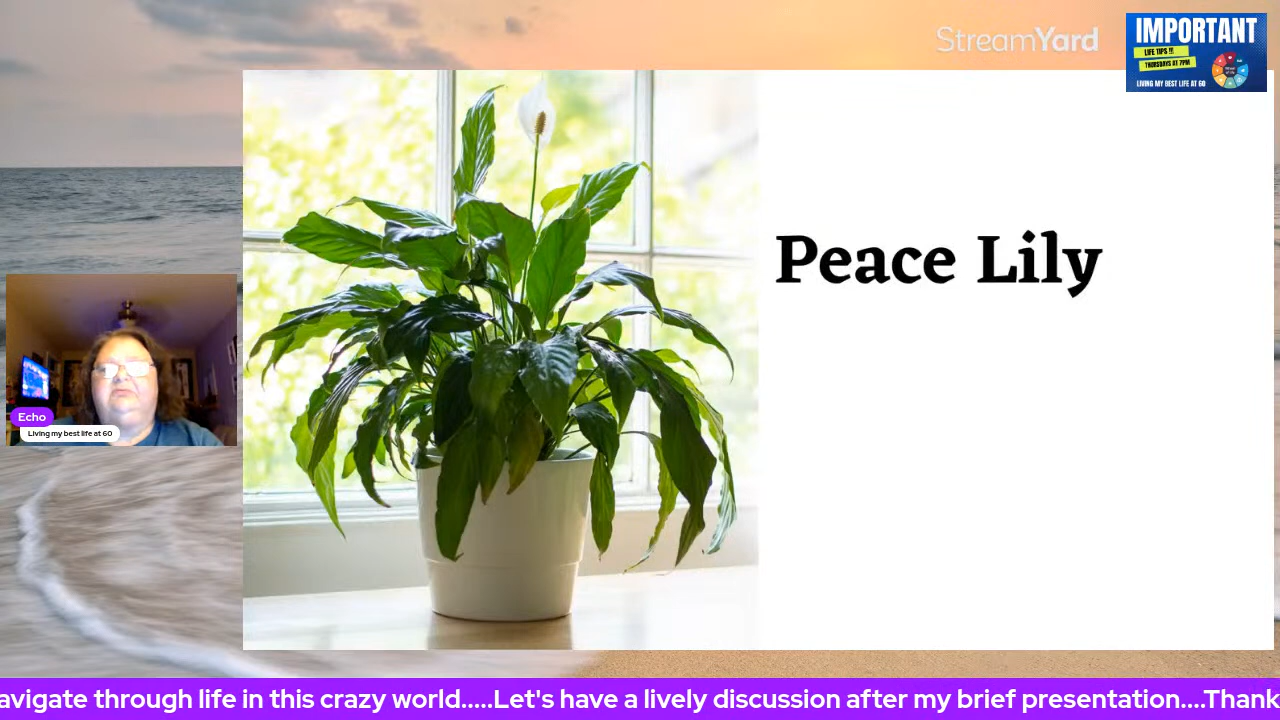 StreamYard
IMPORTANT
LIFE TIPS !!!
THURSDAYS AT 7PM
LIVING MY BEST LIFE AT 60
Peace Lily
Echo
Living my best life at 60
avigate through life in this crazy world.....Let's have a lively discussion after my brief presentation....Thank